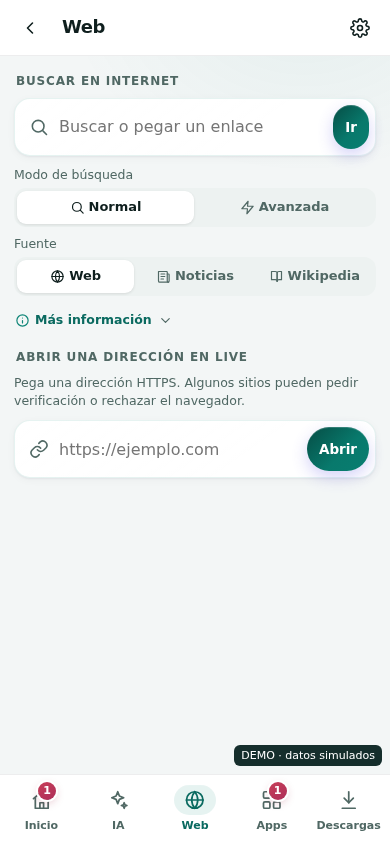 Web
BUSCAR EN INTERNET
Buscar o pegar un enlace
Ir
Modo de búsqueda
Normal
Avanzada
Fuente
Web
Noticias
Wikipedia
Más información
ABRIR UNA DIRECCIÓN EN LIVE
Pega una dirección HTTPS. Algunos sitios pueden pedir
verificación o rechazar el navegador.
https://ejemplo.com
Abrir
DEMO · datos simulados
1
1
Inicio
IA
Web
Apps
Descargas